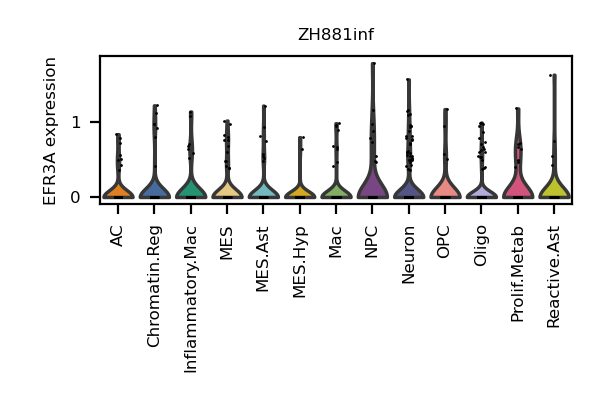 ZH881inf
EFR3A expression
1
0
AC
Chromatin.Reg
Inflammatory.Mac
MES
MES.Ast
MES.Hyp
Mac
NPC
Neuron
OPC
Oligo
Prolif.Metab
Reactive.Ast